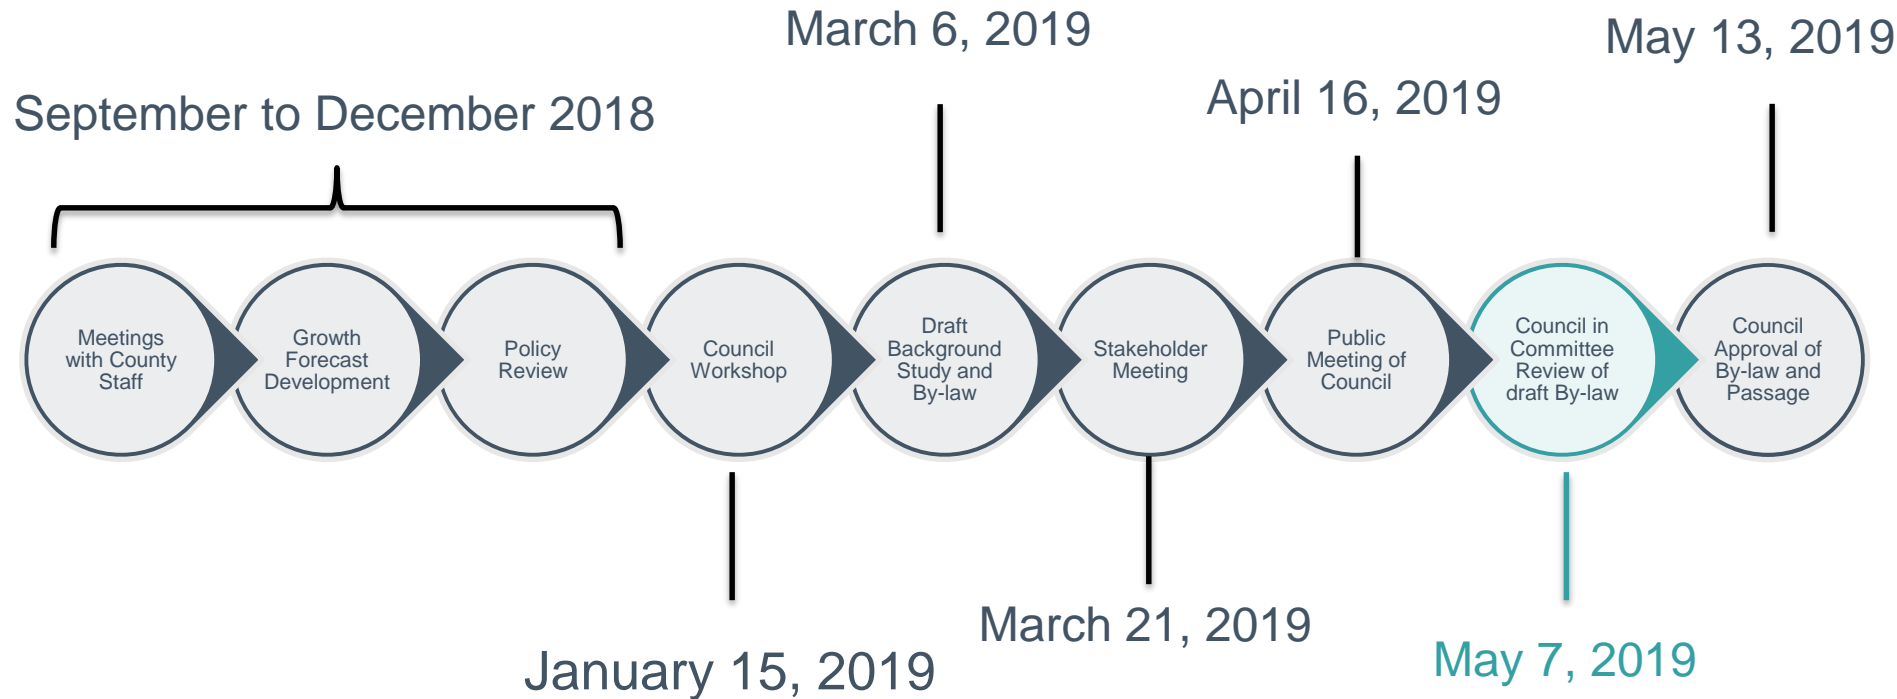 March 6, 2019
May 13, 2019
April 16, 2019
September to December 2018
Meetings
with County
Staff
Growth
Forecast
Development
Policy
Review
Council
Workshop
Draft
Background
Study and
By-law
Stakeholder
Meeting
Public
Meeting of
Council
Council in
Committee
Review of
draft By-law
Council
Approval of
By-law and
Passage
January 15, 2019
March 21, 2019
May 7, 2019